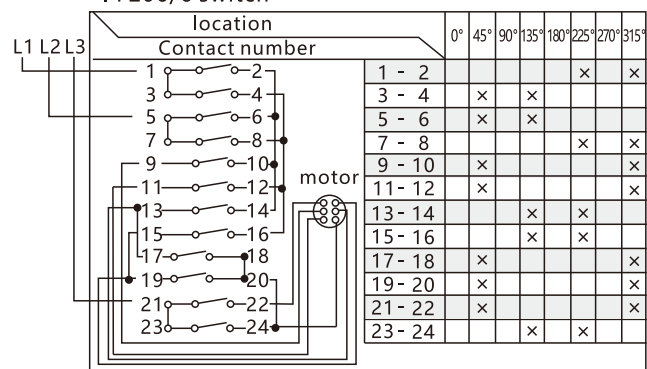 location
L1 L2 L3 Contact number 0° 45° 90° 135° 180° 225° 270° 315°
1 2 1 - 2 × ×
3 4 3 - 4 × ×
5 6 5 - 6 × ×
7 8 7 - 8 × ×
9 10 9 - 10 × ×
motor
11 12 11 - 12 × ×
13 14 13 - 14 × ×
15 16 15 - 16 × ×
17 18 17 - 18 × ×
19 20 19 - 20 × ×
21 22 21 - 22 × ×
23 24 23 - 24 × ×